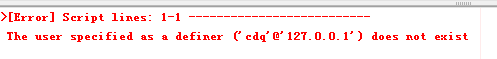 >[Error] Script lines: 1-1 --------------------------
The user specified as a definer ('cdq'@'127.0.0.1') does not exist